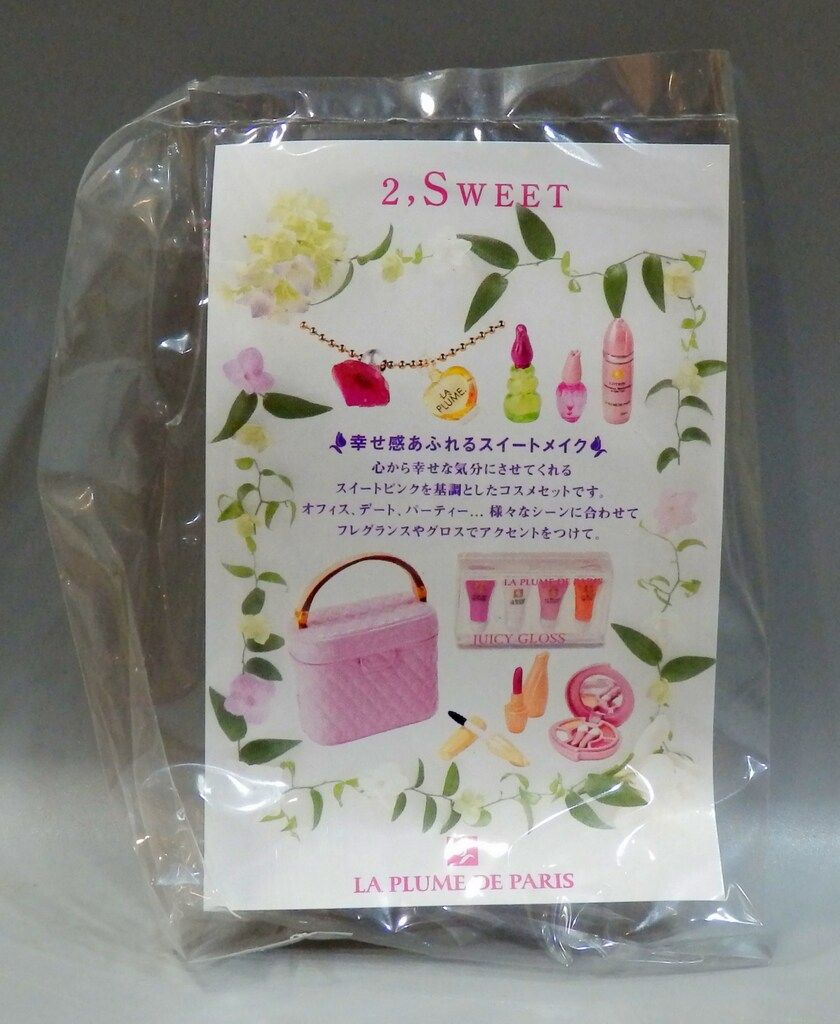 2, SWEET
LA
PLUME.
LOTION
幸せ感あふれるスイートメイク
心から幸せな気分にさせてくれる
スイートピンクを基調としたコスメセットです。
オフィス、デート、パーティー... 様々なシーンに合わせて
フレグランスやグロスでアクセントをつけて。
LA PLUME DE PARIS
JUICY GLOSS
LA PLUME DE PARIS